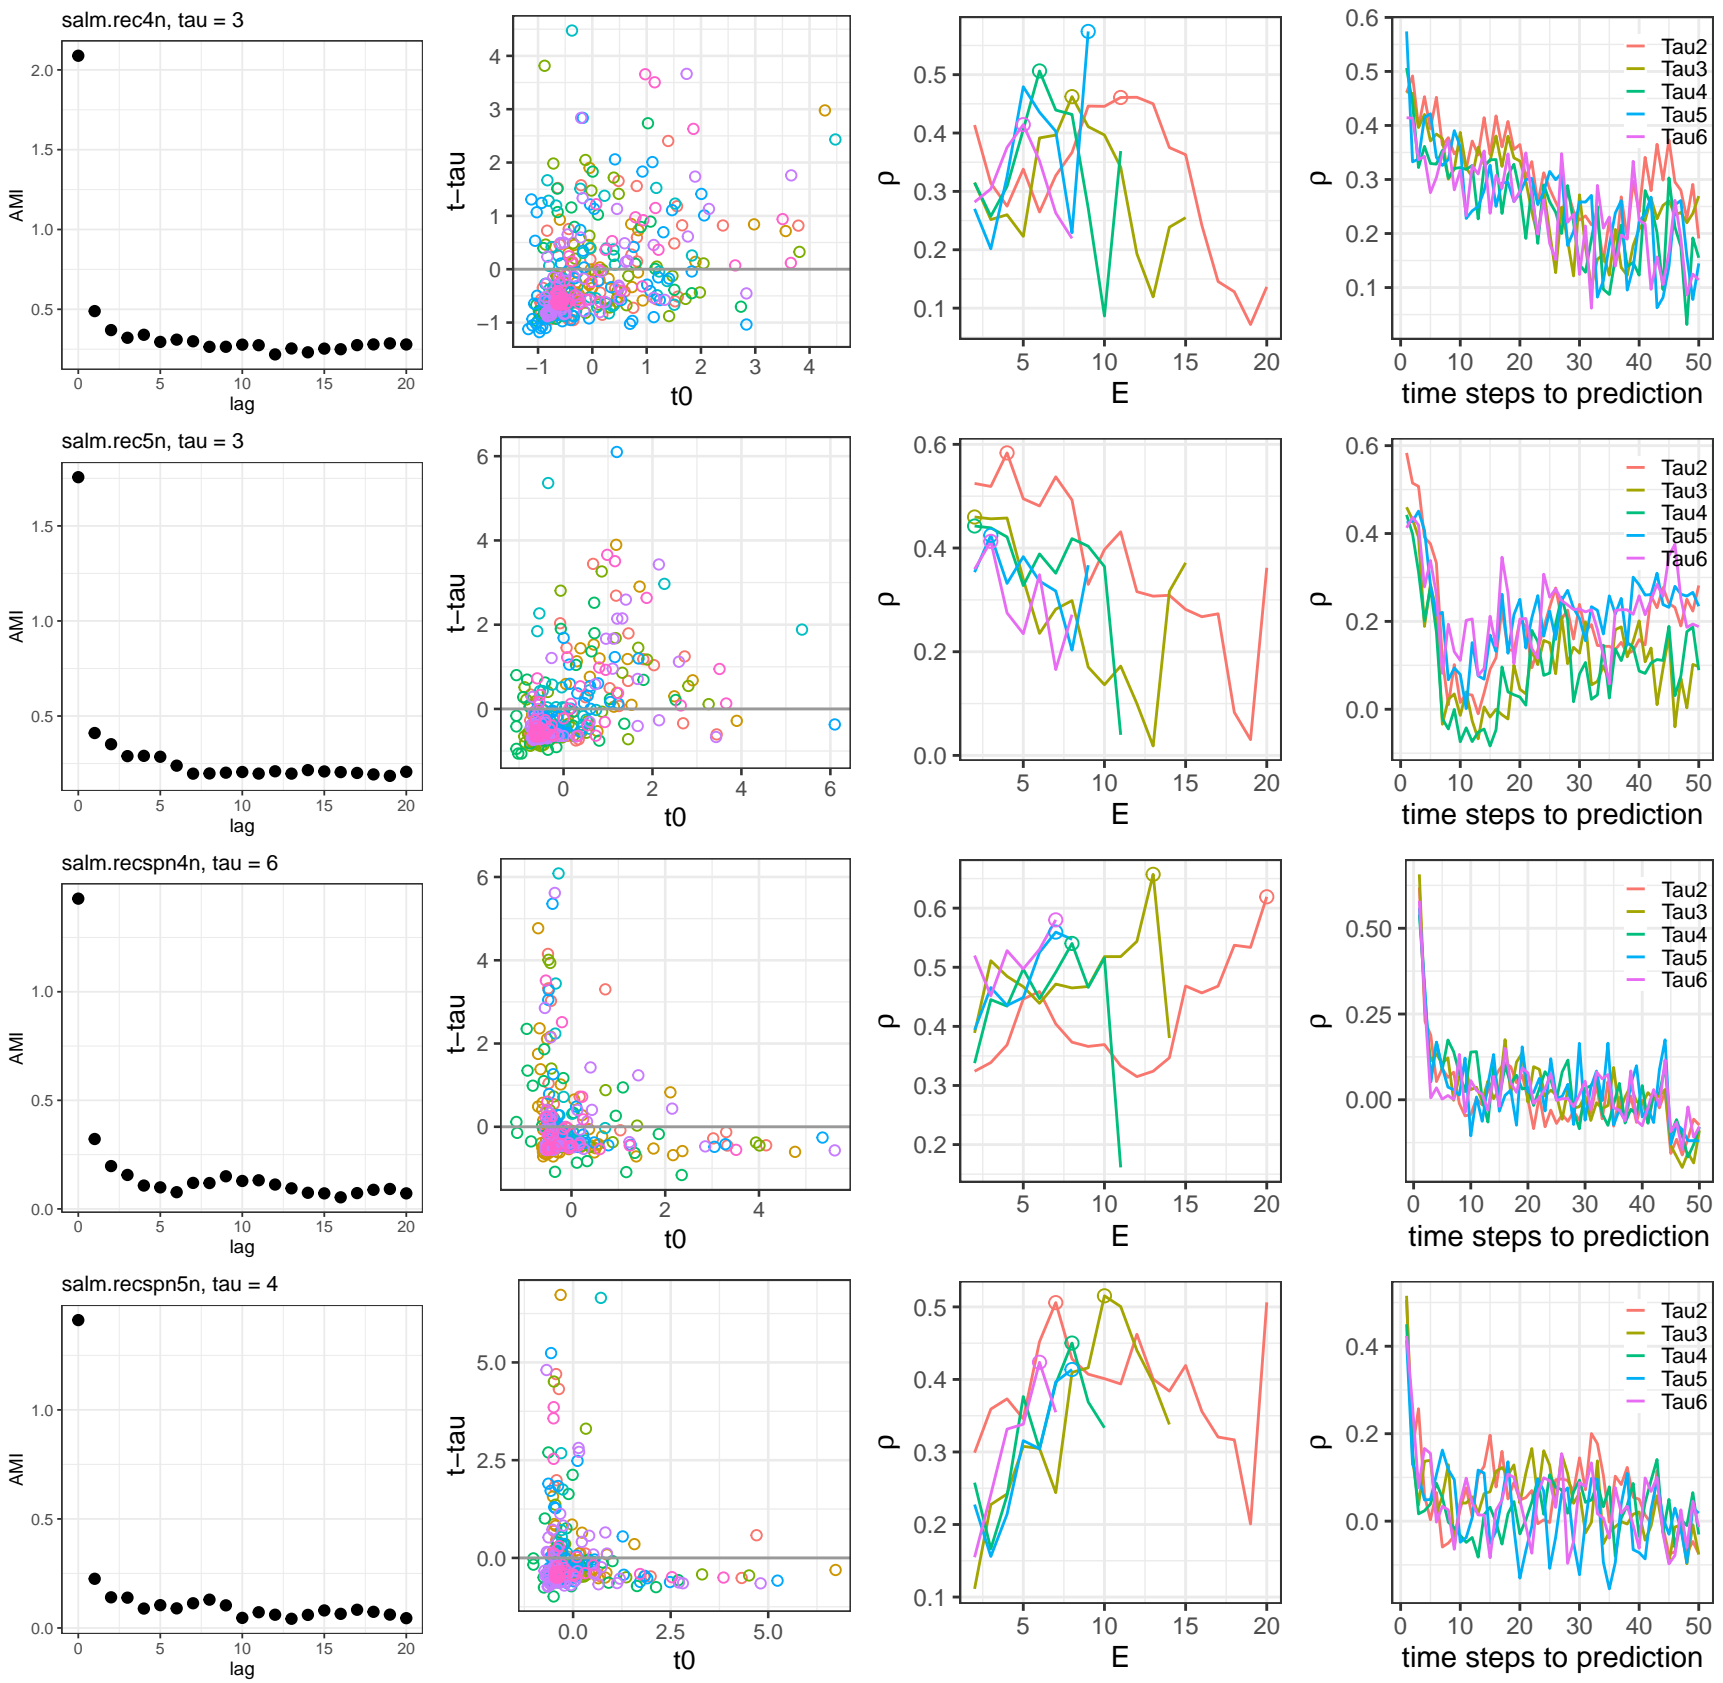 salm.rec4n, tau = 3
AMI
2.0
1.5
1.0
0.5
0 5 10 15 20
lag
t−tau
4
3
2
1
0
−1
−1 0 1 2 3 4
t0
ρ
0.5
0.4
0.3
0.2
0.1
5 10 15 20
E
ρ
0.6
0.5
0.4
0.3
0.2
0.1
Tau2
Tau3
Tau4
Tau5
Tau6
0 10 20 30 40 50
time steps to prediction
salm.rec5n, tau = 3
AMI
1.5
1.0
0.5
0 5 10 15 20
lag
t−tau
6
4
2
0
0 2 4 6
t0
ρ
0.6
0.4
0.2
0.0
5 10 15 20
E
ρ
0.6
0.4
0.2
0.0
Tau2
Tau3
Tau4
Tau5
Tau6
0 10 20 30 40 50
time steps to prediction
salm.recspn4n, tau = 6
AMI
1.0
0.5
0.0
0 5 10 15 20
lag
t−tau
6
4
2
0
0 2 4
t0
ρ
0.6
0.5
0.4
0.3
0.2
5 10 15 20
E
ρ
0.50
0.25
0.00
Tau2
Tau3
Tau4
Tau5
Tau6
0 10 20 30 40 50
time steps to prediction
salm.recspn5n, tau = 4
AMI
1.0
0.5
0.0
0 5 10 15 20
lag
t−tau
5.0
2.5
0.0
0.0 2.5 5.0
t0
ρ
0.5
0.4
0.3
0.2
0.1
5 10 15 20
E
ρ
0.4
0.2
0.0
Tau2
Tau3
Tau4
Tau5
Tau6
0 10 20 30 40 50
time steps to prediction